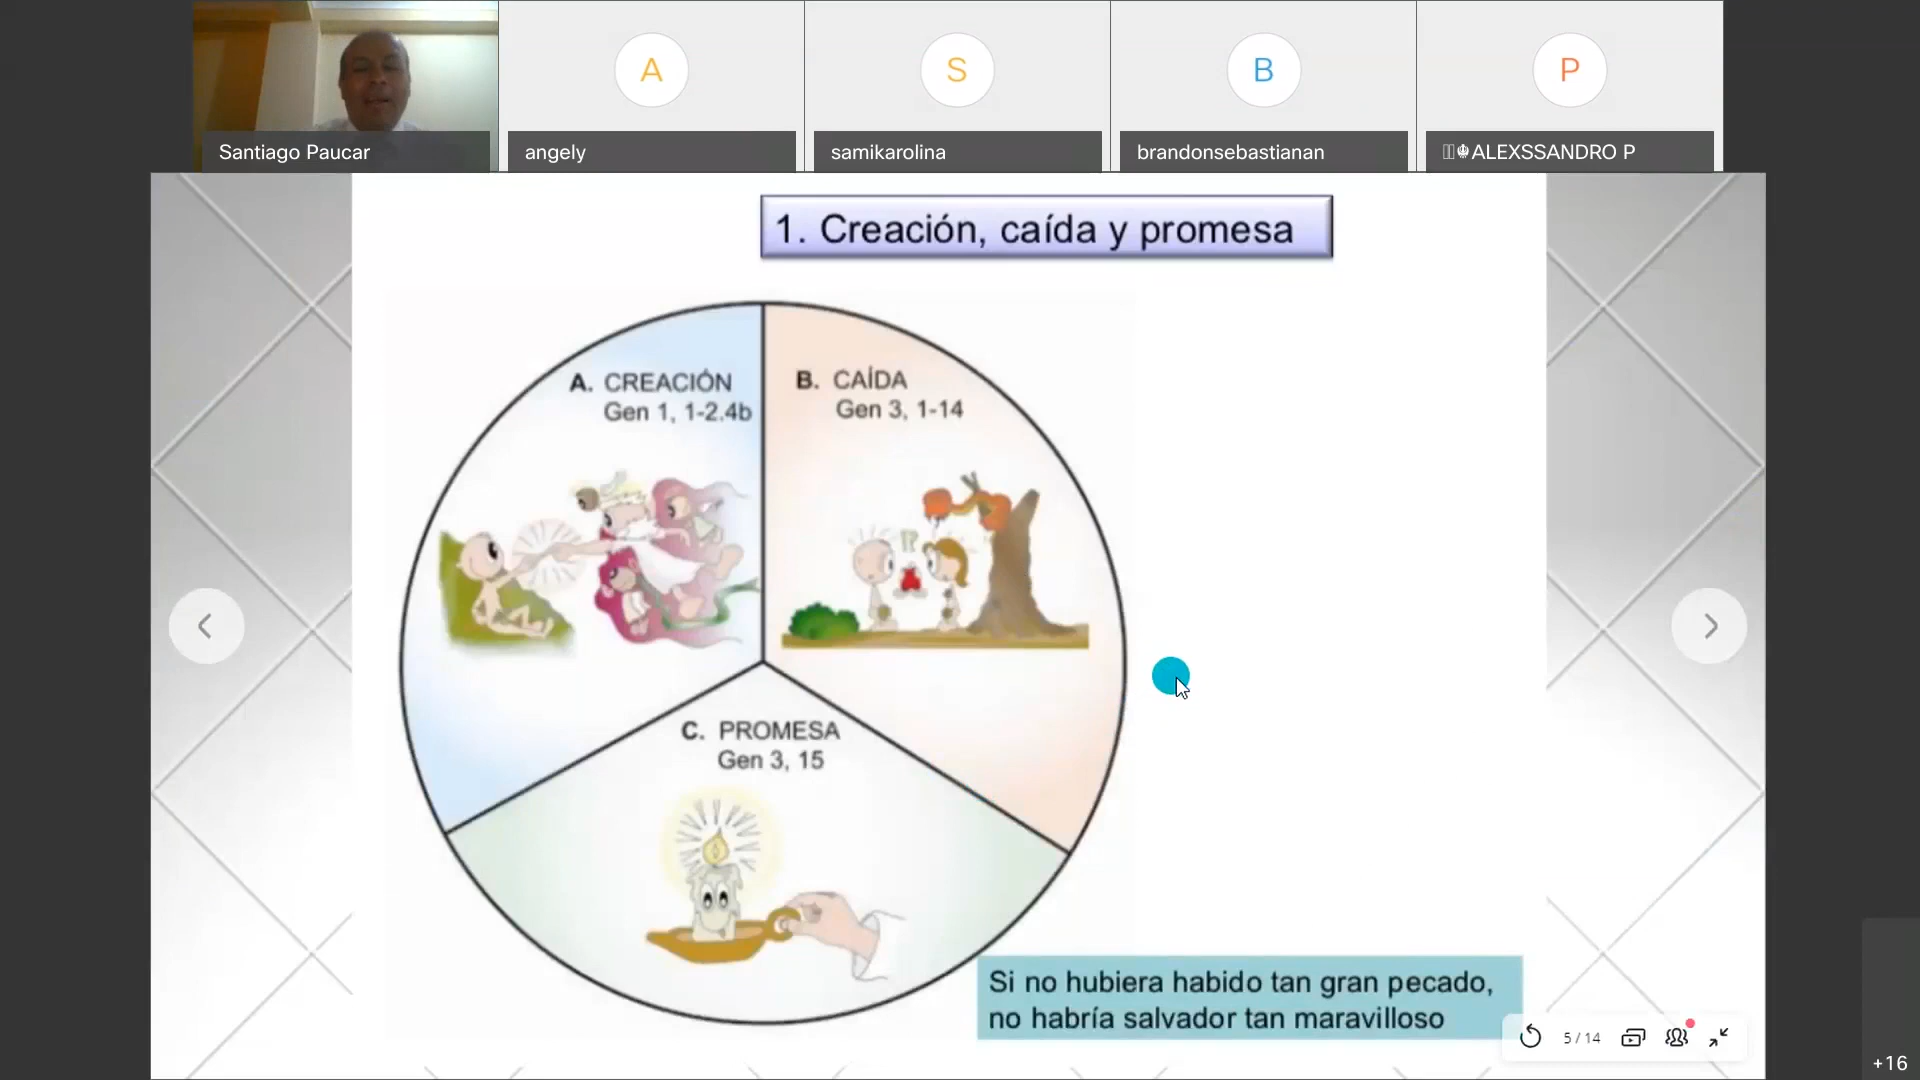 A
S
B
P
Santiago Paucar
angely
samikarolina
brandonsebastianan
ALEXSSANDRO P
1. Creación, caída y promesa
A. CREACIÓN
Gen 1, 1-2.4b
B. CAÍDA
Gen 3, 1-14
C. PROMESA
Gen 3, 15
Si no hubiera habido tan gran pecado,
no habría salvador tan maravilloso
5 / 14
+16